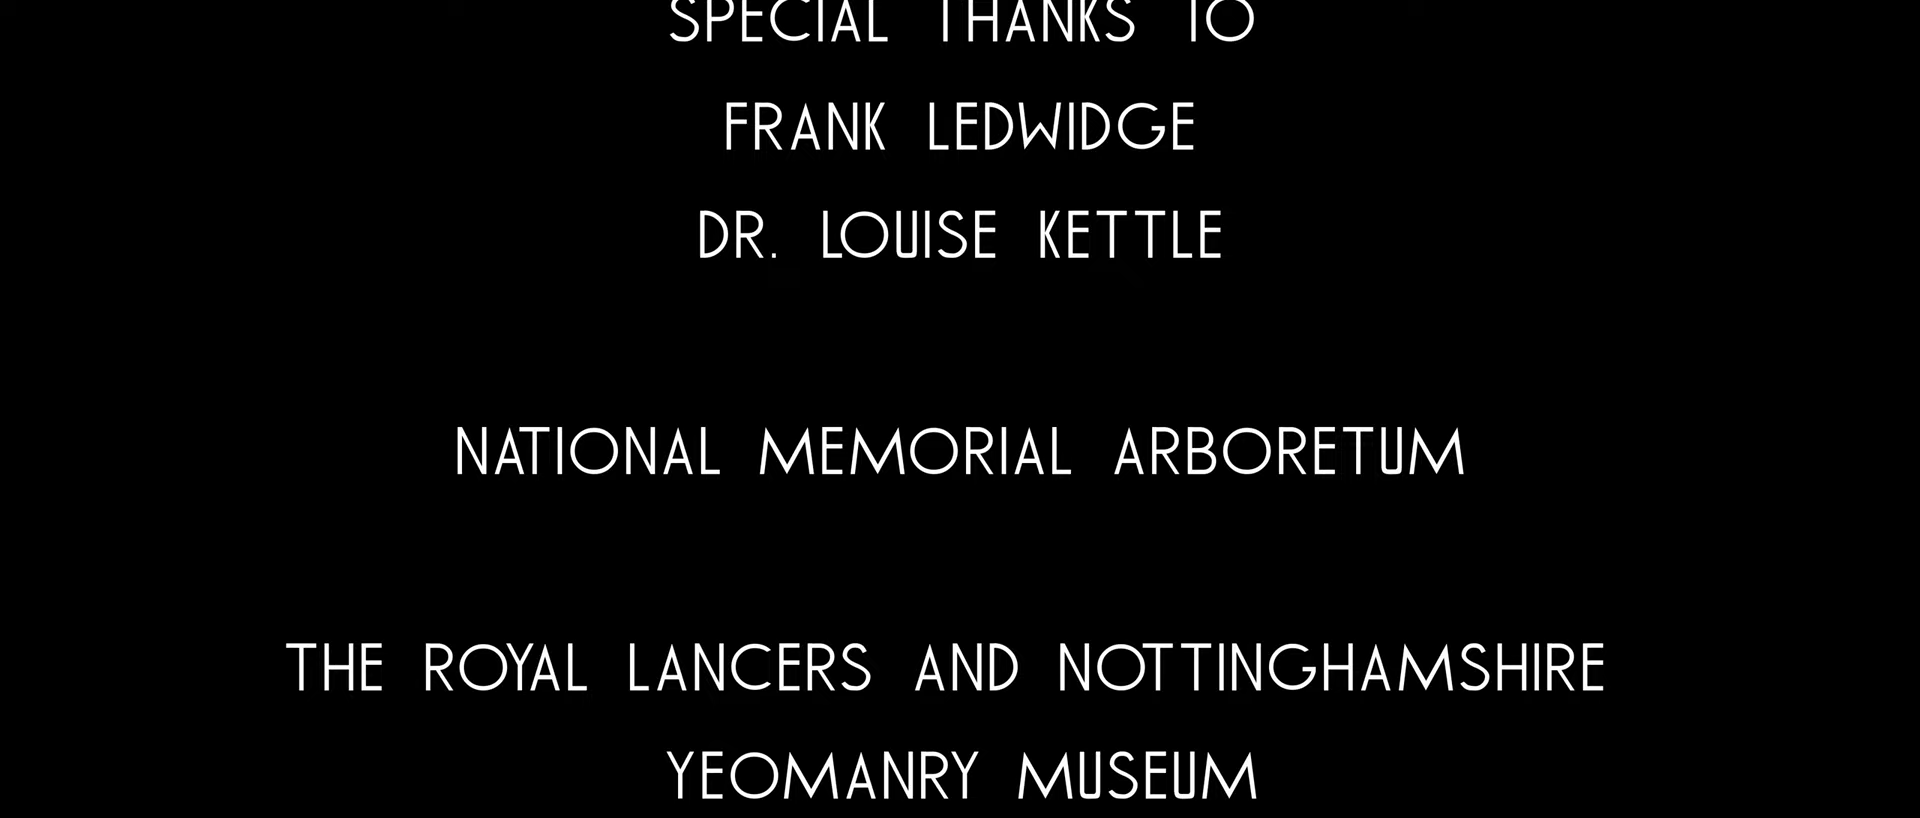 SPECIAL THANKS TO
FRANK LEDWIDGE
DR. LOUISE KETTLE
NATIONAL MEMORIAL ARBORETUM
THE ROYAL LANCERS AND NOTTINGHAMSHIRE
YEOMANRY MUSEUM